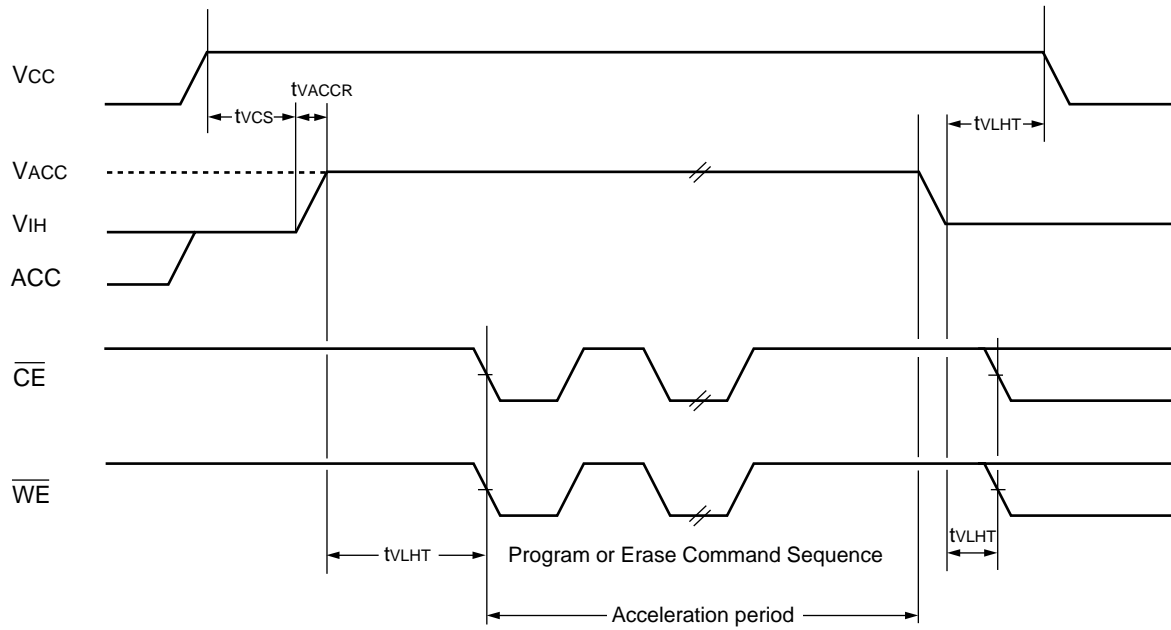 VCC
tVACCR
tVCS
tVLHT
VACC
VIH
ACC
CE
WE
tVLHT
Program or Erase Command Sequence
tVLHT
Acceleration period